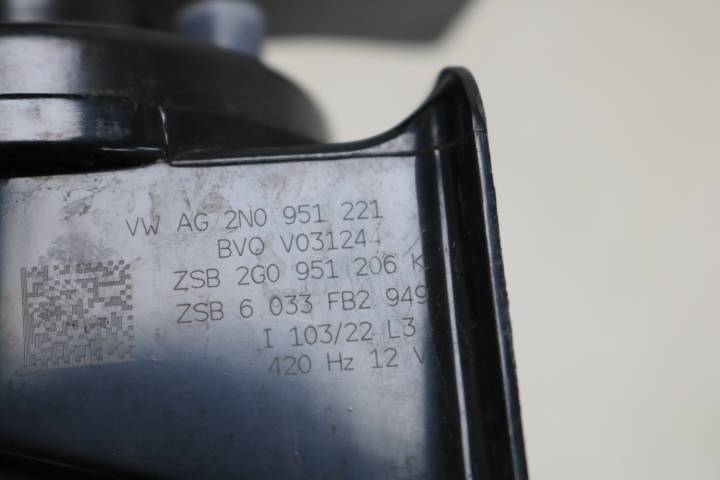 VW AG 2N0 951 221
BVO V03124
ZSB 2G0 951 206 K
ZSB 6 033 FB2 949
I 103/22 L3
420 Hz 12 V